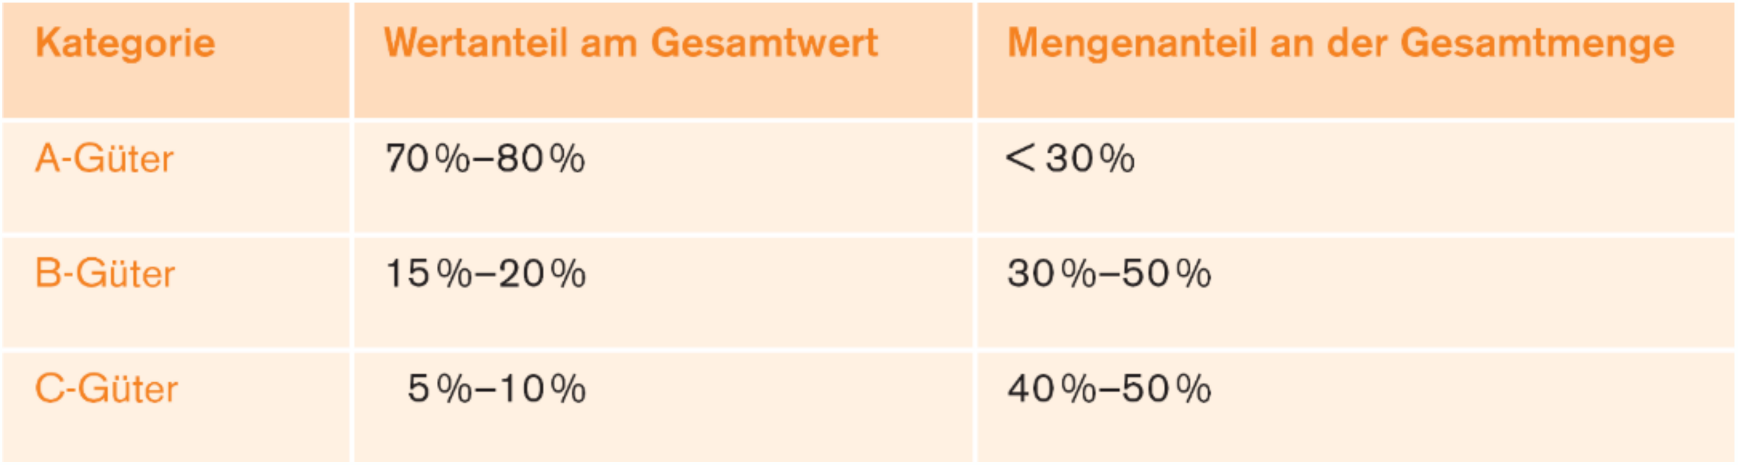 Kategorie Wertanteil am Gesamtwert Mengenanteil an der Gesamtmenge
A-Güter 70 %–80 % < 30 %
B-Güter 15 %–20 % 30 %–50 %
C-Güter 5 %–10 % 40 %–50 %